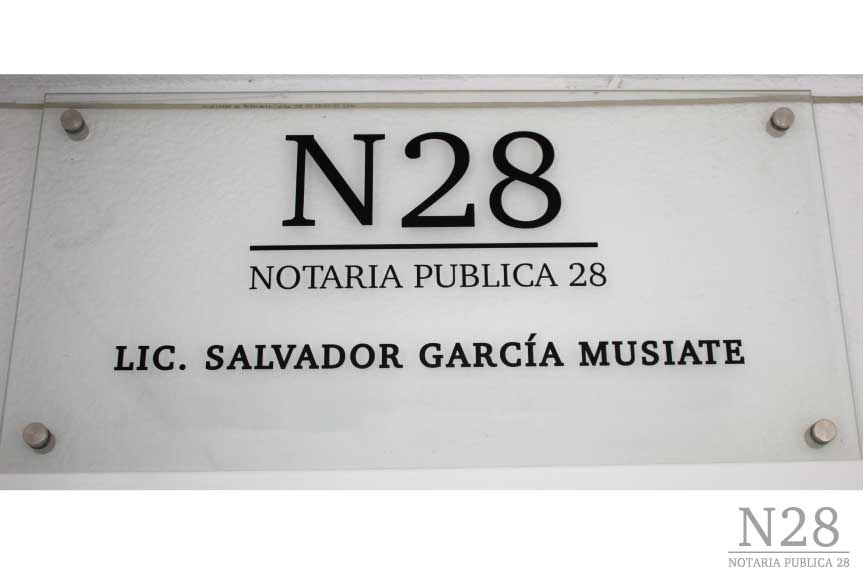 N28
NOTARIA PUBLICA 28
LIC. SALVADOR GARCÍA MUSIATE
N28
NOTARIA PUBLICA 28